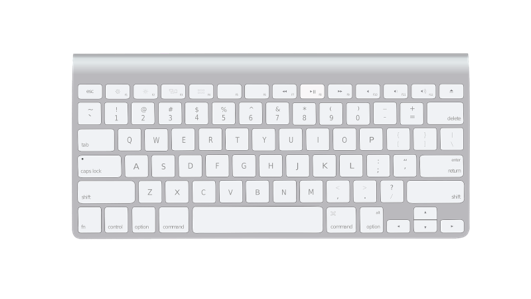 esc
~ ! @ # $ % ^ & * ( ) - +
1 2 3 4 5 6 7 8 9 0 = delete
tab Q W E R T Y U I O P
caps lock A S D F G H J K L ; enter return
shift Z X C V B N M ? / shift
fn control option command command alt option